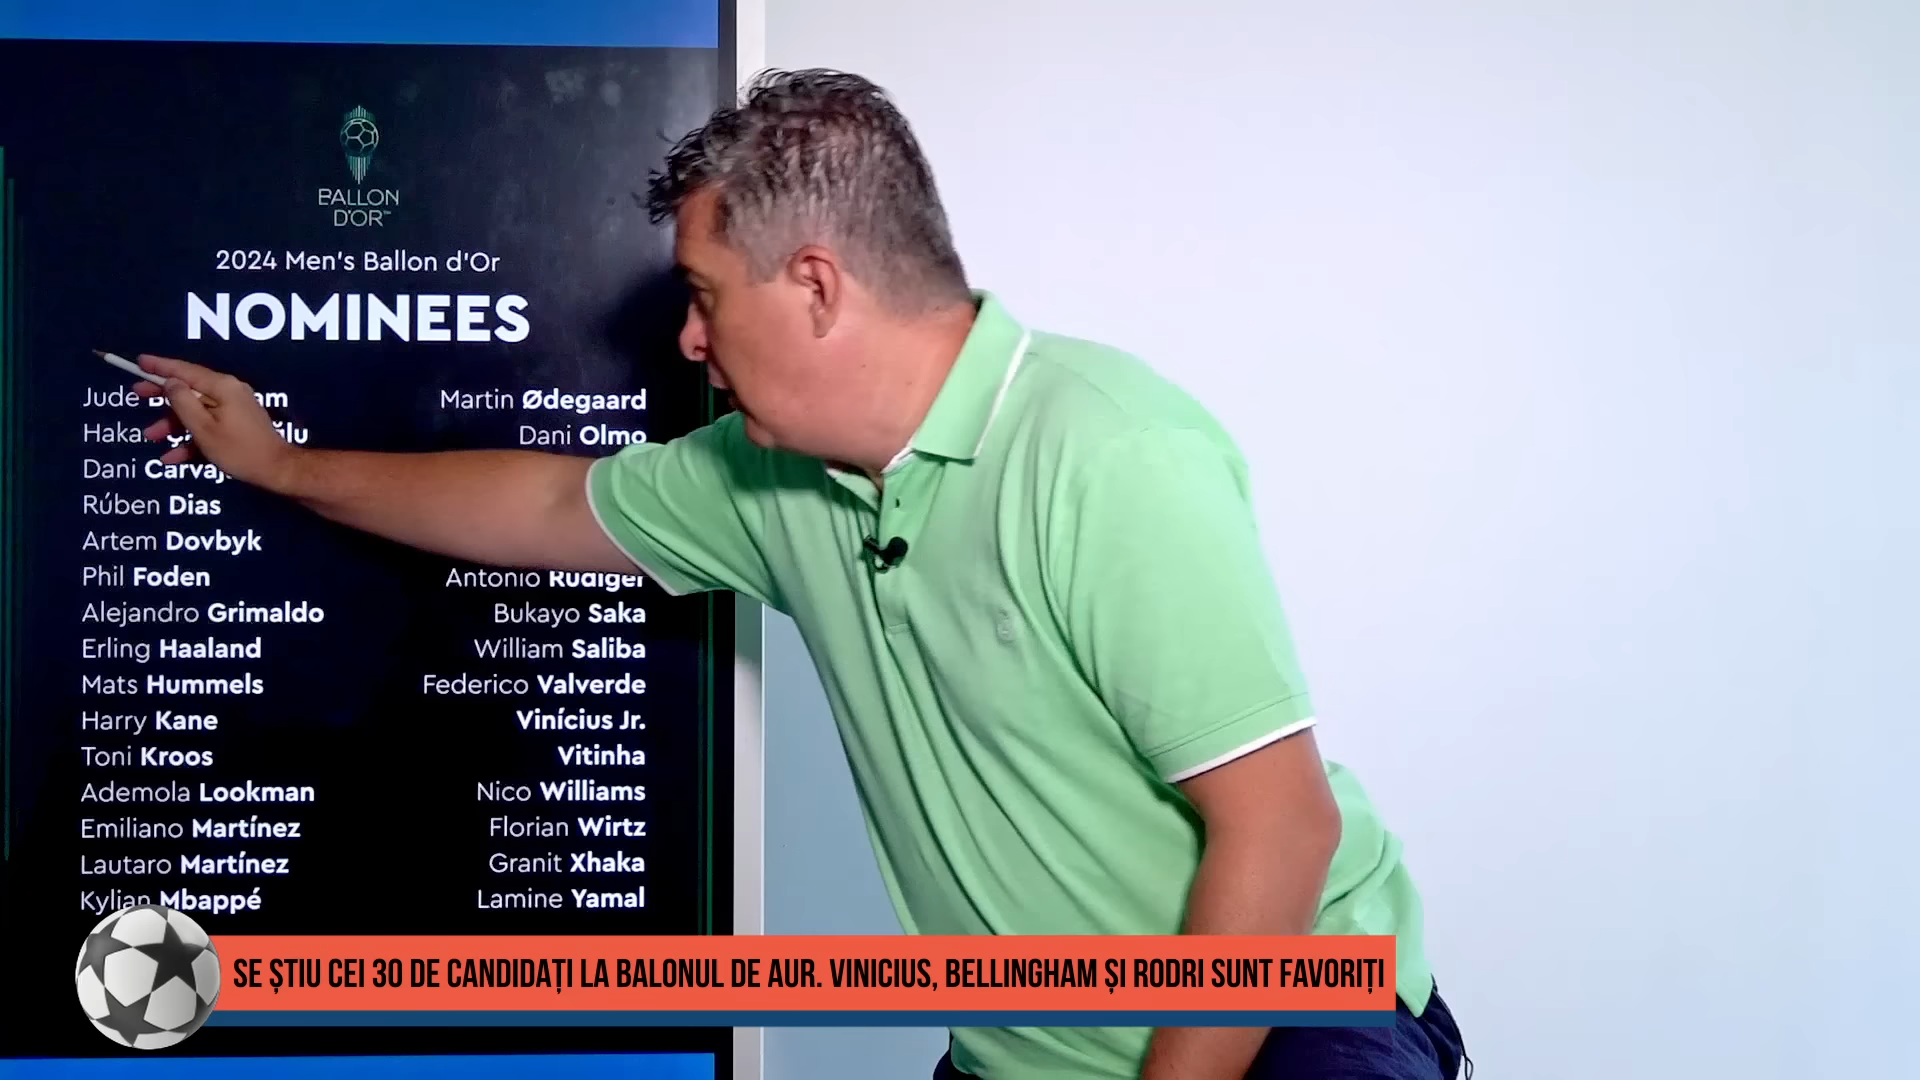 BALLON
D'OR™
2024 Men's Ballon d'Or
NOMINEES
Jude
Martin Ødegaard
Dani Olmo
Dani
Rúben Dias
Artem Dovbyk
Phil Foden
Antonio Rüdiger
Alejandro Grimaldo
Bukayo Saka
Erling Haaland
William Saliba
Mats Hummels
Federico Valverde
Harry Kane
Vinícius Jr.
Toni Kroos
Vitinha
Ademola Lookman
Nico Williams
Emiliano Martínez
Florian Wirtz
Lautaro Martínez
Granit Xhaka
Kylian Mbappé
Lamine Yamal
SE ȘTIU CEI 30 DE CANDIDAȚI LA BALONUL DE AUR. VINICIUS, BELLINGHAM ȘI RODRI SUNT FAVORIȚI